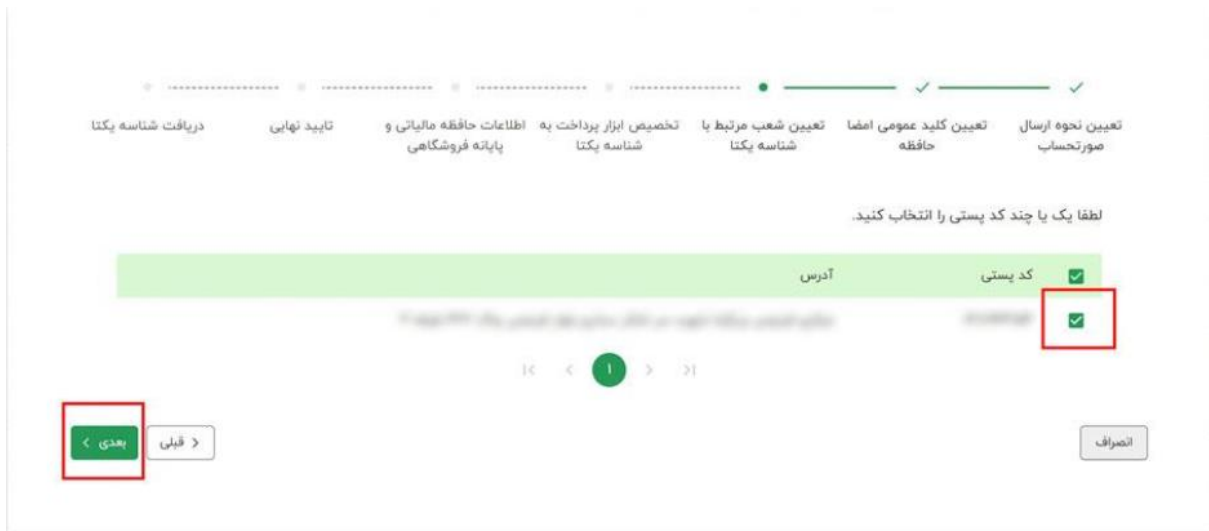 تعیین نحوه ارسال صورتحساب
تعیین کلید عمومی امضا حافظه
تعیین شعب مرتبط با شناسه یکتا
تخصیص ابزار پرداخت به شناسه یکتا
اطلاعات حافظه مالیاتی و پایانه فروشگاهی
تایید نهایی
دریافت شناسه یکتا
لطفا یک یا چند کد پستی را انتخاب کنید.
کد پستی آدرس
۱
انصراف
قبلی
بعدی